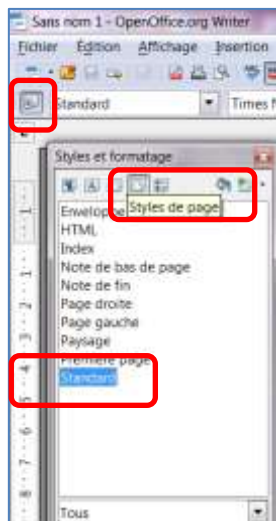 Sans nom 1 - OpenOffice.org Writer
Fichier Edition Affichage Insertion
Standard Times
Styles et formatage
Styles de page
Enveloppe
HTML
Index
Note de bas de page
Note de fin
Page droite
Page gauche
Paysage
Première page
Standard
Tous